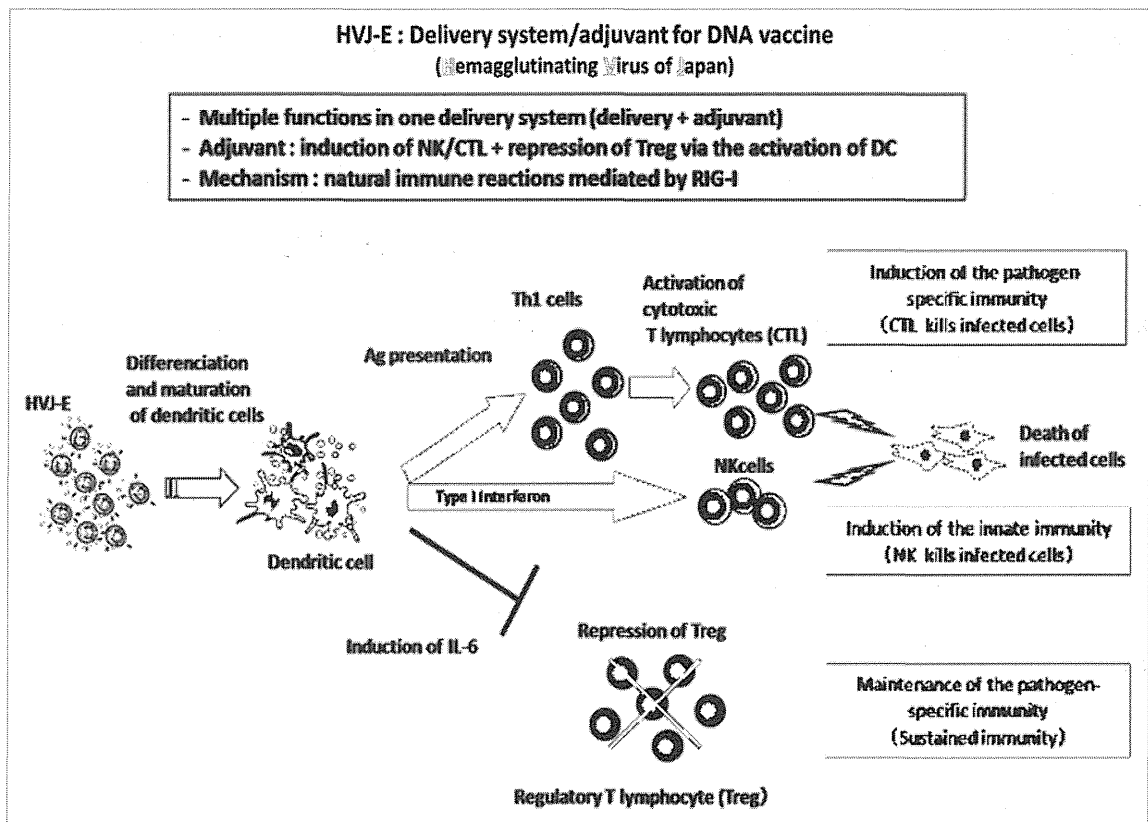 HVJ-E : Delivery system/adjuvant for DNA vaccine
(Hemagglutinating Virus of Japan)
- Multiple functions in one delivery system (delivery + adjuvant)
- Adjuvant : induction of NK/CTL + repression of Treg via the activation of DC
- Mechanism : natural immune reactions mediated by RIG-I
HVJ-E
Differenciation
and maturation
of dendritic cells
Dendritic cell
Ag presentation
Th1 cells
Activation of
cytotoxic
T lymphocytes (CTL)
Induction of the pathogen
specific immunity
(CTL kills infected cells)
Type I interferon
NKcells
Death of
infected cells
Induction of the innate immunity
(NK kills infected cells)
Induction of IL-6
Repression of Treg
Regulatory T lymphocyte (Treg)
Maintenance of the pathogen-
specific immunity
(Sustained immunity)